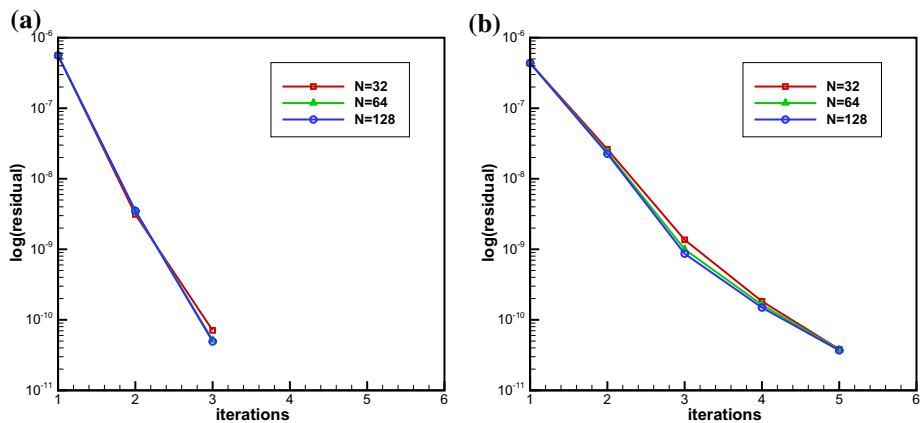 (a)
log(residual)
10-6
10-7
10-8
10-9
10-10
10-11
N=32
N=64
N=128
1 2 3 4 5 6
iterations
(b)
log(residual)
10-6
10-7
10-8
10-9
10-10
10-11
N=32
N=64
N=128
1 2 3 4 5 6
iterations